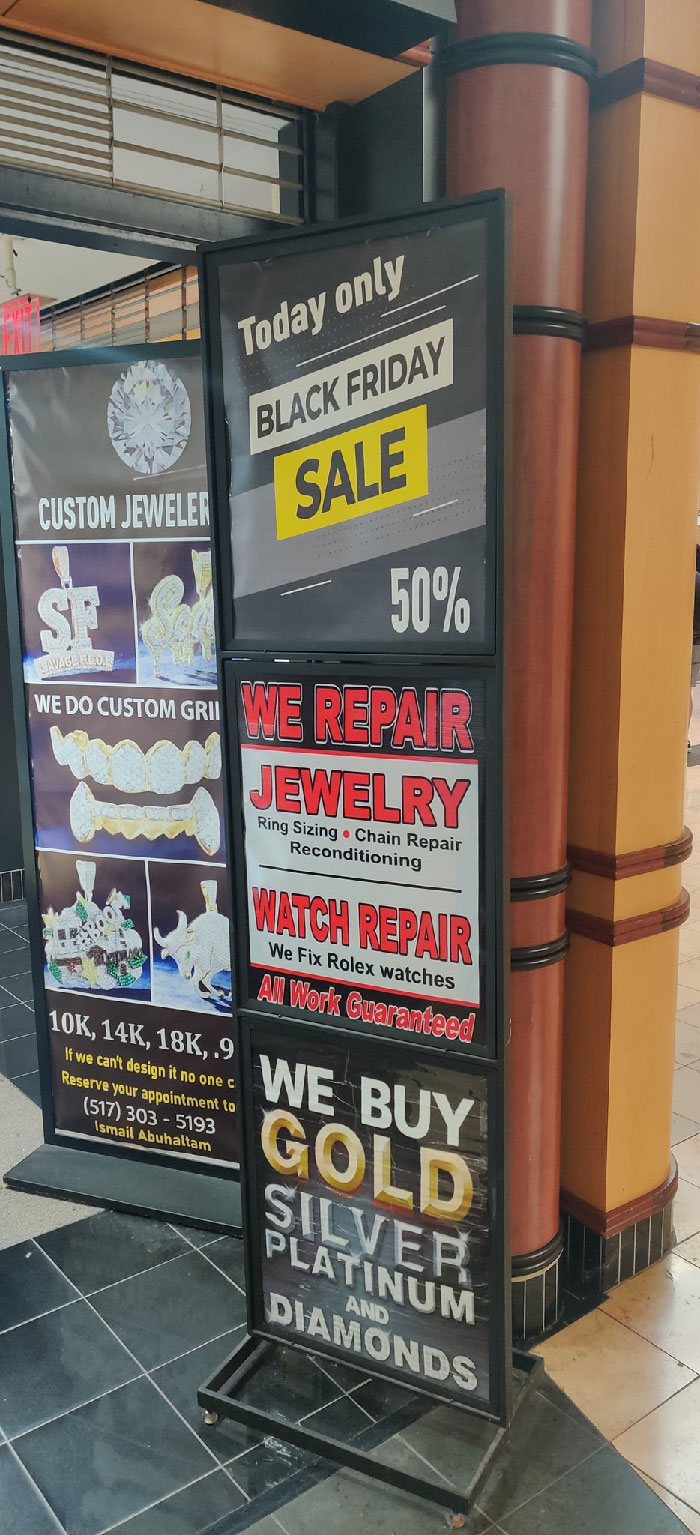 EXIT
CUSTOM JEWELER
SF
WE DO CUSTOM
10K, 14K, 18K, .9
If we can't design it no one c
Reserve your appointment to
(517) 303 - 5193
Ismail Abuhaltam
Today only
BLACK FRIDAY
SALE
50%
WE REPAIR
JEWELRY
Ring Sizing • Chain Repair
Reconditioning
WATCH REPAIR
We Fix Rolex watches
All Work Guaranteed
WE BUY
GOLD
SILVER
PLATINUM
AND
DIAMONDS